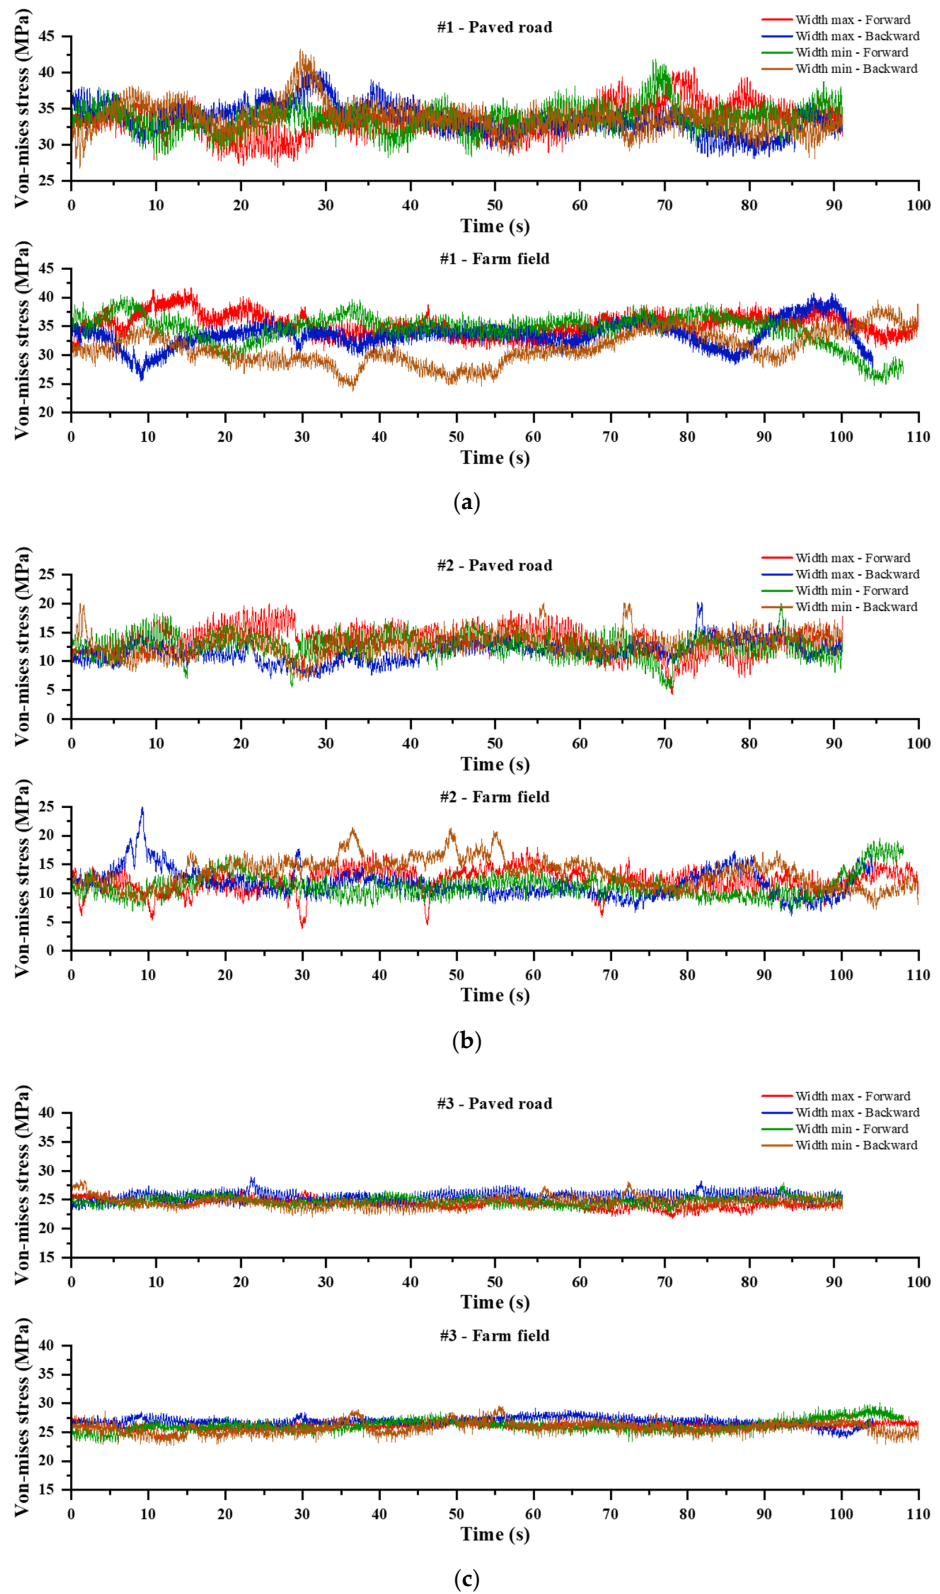 #1 - Paved road
Width max - Forward
Width max - Backward
Width min - Forward
Width min - Backward
Von-mises stress (MPa)
45
40
35
30
25
0 10 20 30 40 50 60 70 80 90 100
Time (s)
#1 - Farm field
Von-mises stress (MPa)
45
40
35
30
25
20
0 10 20 30 40 50 60 70 80 90 100 110
Time (s)
(a)
#2 - Paved road
Width max - Forward
Width max - Backward
Width min - Forward
Width min - Backward
Von-mises stress (MPa)
25
20
15
10
5
0
0 10 20 30 40 50 60 70 80 90 100
Time (s)
#2 - Farm field
Von-mises stress (MPa)
25
20
15
10
5
0
0 10 20 30 40 50 60 70 80 90 100 110
Time (s)
(b)
#3 - Paved road
Width max - Forward
Width max - Backward
Width min - Forward
Width min - Backward
Von-mises stress (MPa)
40
35
30
25
20
15
0 10 20 30 40 50 60 70 80 90 100
Time (s)
#3 - Farm field
Von-mises stress (MPa)
40
35
30
25
20
15
0 10 20 30 40 50 60 70 80 90 100 110
Time (s)
(c)